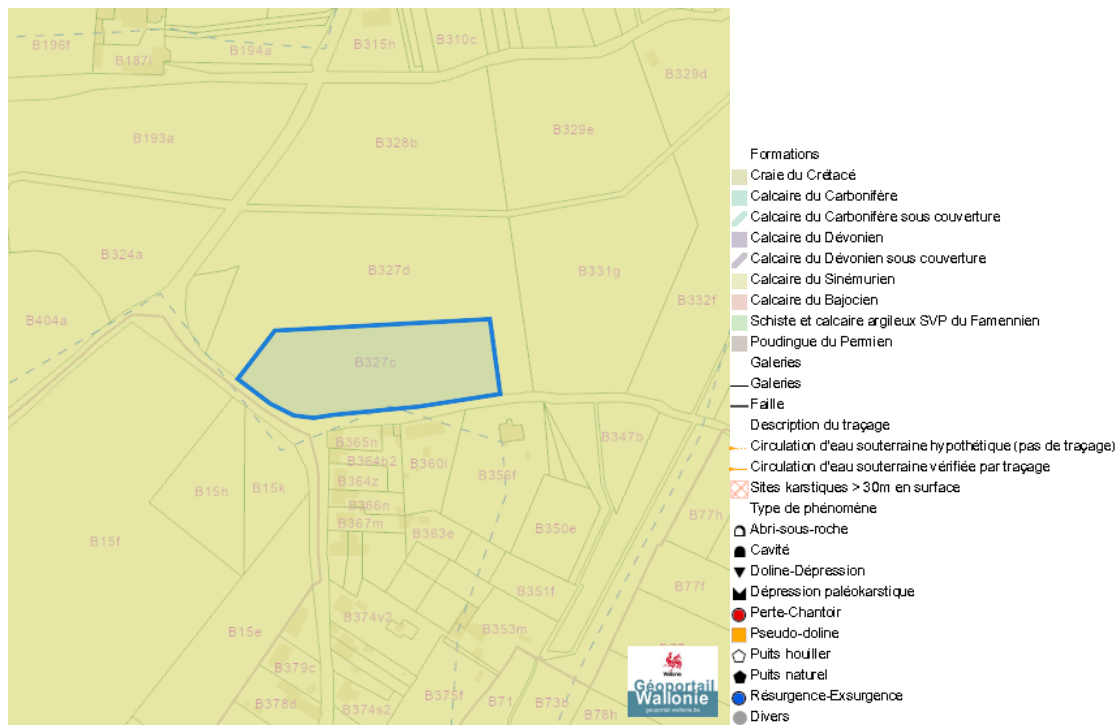 B196f
B187l
B194a
B315h
B310c
B329d
B193a
B328b
B329e
B324a
B327d
B331g
B332f
B404a
B327c
B365n
B364b2
B360l
B347b
B364z
B356f
B15h
B15k
B366n
B367m
B363e
B350e
B77h
B15f
B77f
B351f
B374v2
B353m
B15e
B379c
B378d
B374s2
B375f
B71
B73b
B78h
Wallonie
Géoportail
Wallonie
geoportail.wallonie.be
Formations
Craie du Crétacé
Calcaire du Carbonifère
Calcaire du Carbonifère sous couverture
Calcaire du Dévonien
Calcaire du Dévonien sous couverture
Calcaire du Sinémurien
Calcaire du Bajocien
Schiste et calcaire argileux SVP du Famennien
Poudingue du Permien
Galeries
Galeries
Faille
Description du traçage
Circulation d'eau souterraine hypothétique (pas de traçage)
Circulation d'eau souterraine vérifiée par traçage
Sites karstiques > 30m en surface
Type de phénomène
Abri-sous-roche
Cavité
Doline-Dépression
Dépression paléokarstique
Perte-Chantoir
Pseudo-doline
Puits houiller
Puits naturel
Résurgence-Exsurgence
Divers